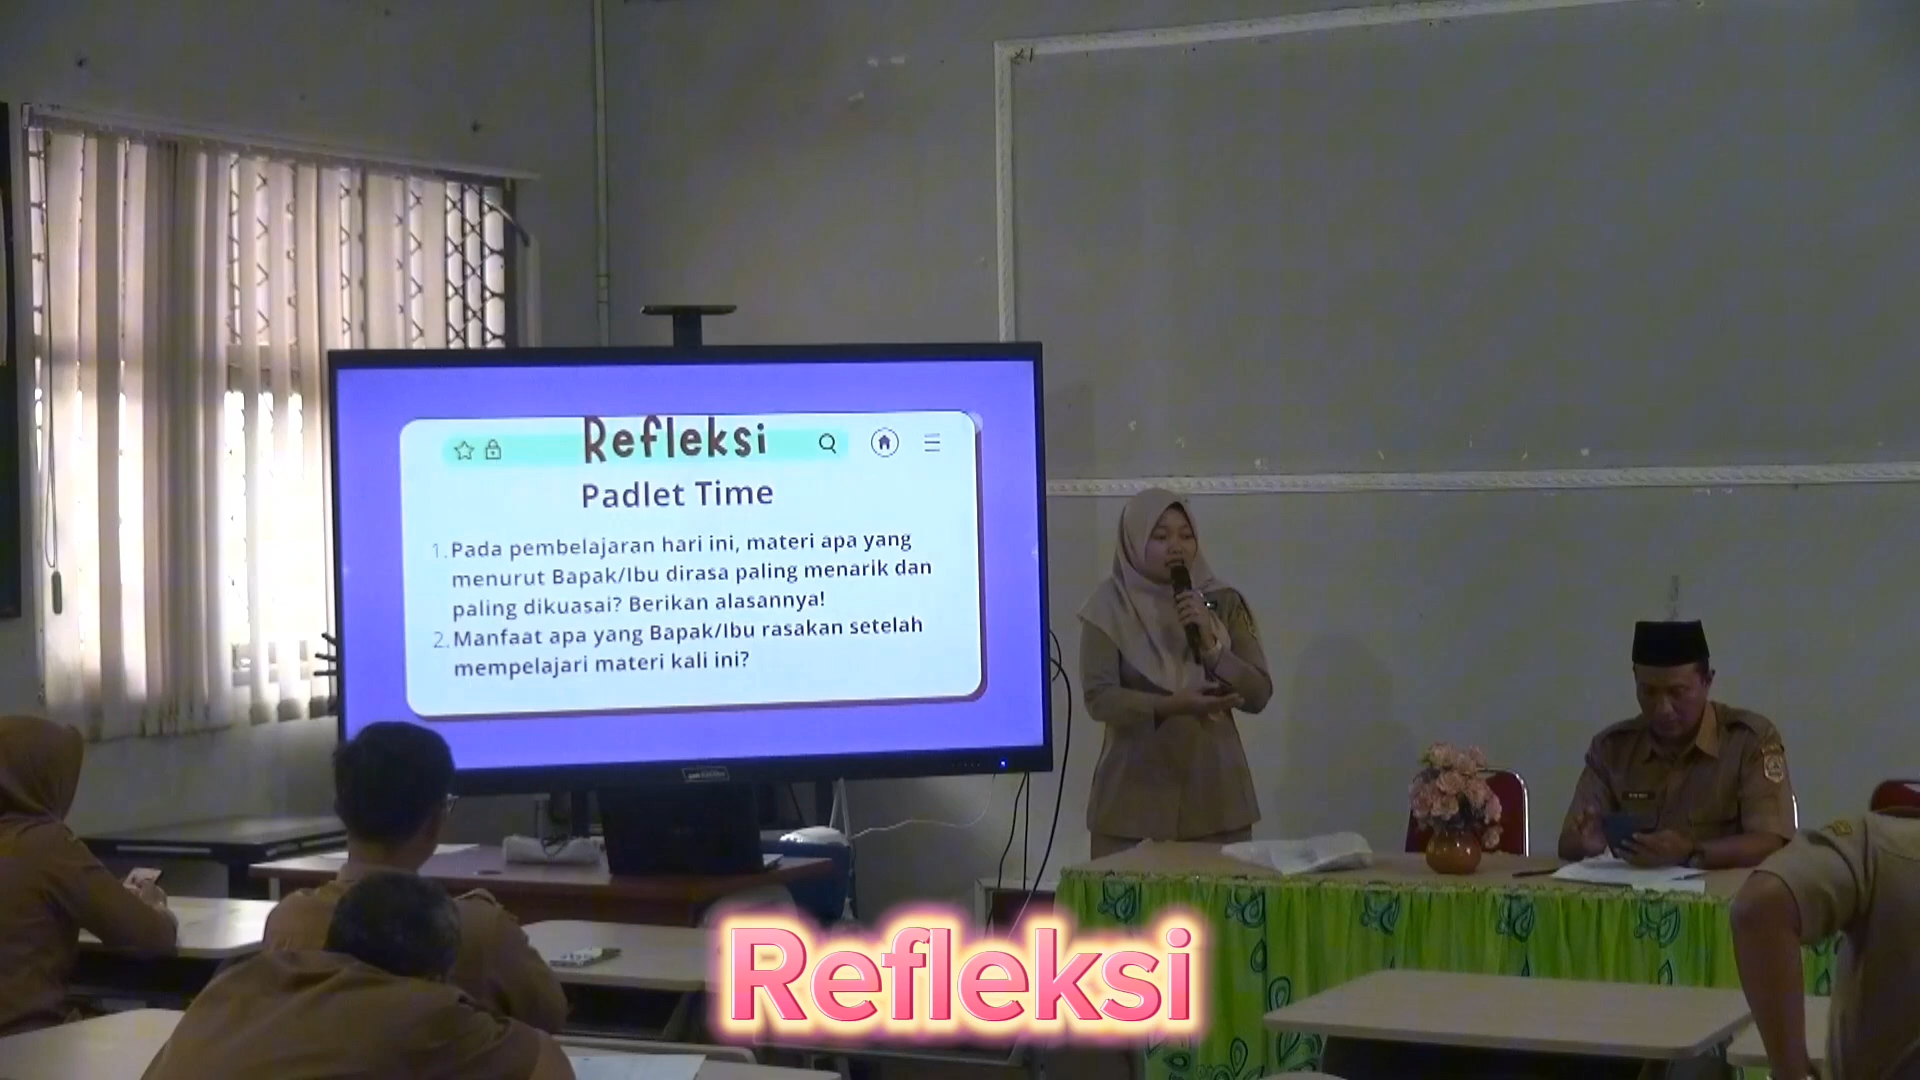 Refleksi
Padlet Time
1. Pada pembelajaran hari ini, materi apa yang
menurut Bapak/Ibu dirasa paling menarik dan
paling dikuasai? Berikan alasannya!
2. Manfaat apa yang Bapak/Ibu rasakan setelah
mempelajari materi kali ini?
Refleksi